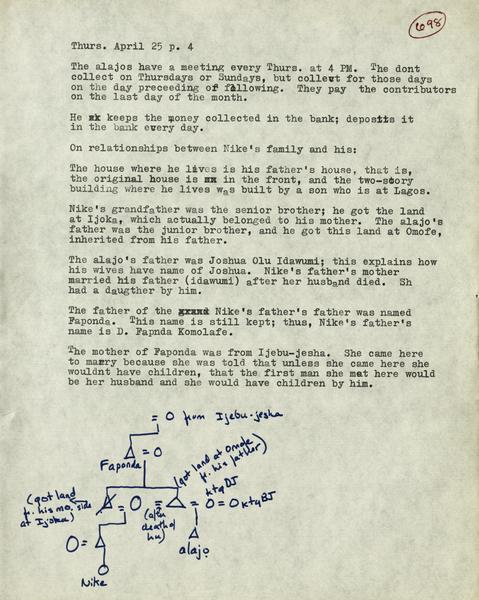 698
Thurs. April 25 p. 4
The alajos have a meeting every Thurs. at 4 PM. The dont
collect on Thursdays or Sundays, but collevt for those days
on the day preceeding of following. They pay the contributors
on the last day of the month.
He xx keeps the money collected in the bank; deposits it
in the bank every day.
On relationships between Nike's family and his:
The house where he lives is his father's house, that is,
the original house is xx in the front, and the two-story
building where he lives was built by a son who is at Lagos.
Nike's grandfather was the senior brother; he got the land
at Ijoka, which actually belonged to his mother. The alajo's
father was the junior brother, and he got this land at Omofe,
inherited from his father.
The alajo's father was Joshua Olu Idawumi; this explains how
his wives have name of Joshua. Nike's father's mother
married his father (idawumi) after her husband died. Sh
had a daugther by him.
The father of the grand Nike's father's father was named
Faponda. This name is still kept; thus, Nike's father's
name is D. Fapnda Komolafe.
The mother of Faponda was from Ijebu-jesha. She came here
to marry because she was told that unless she came here she
wouldnt have children, that the first man she met here would
be her husband and she would have children by him.
= O from Ijebu-jesha
Faponda = O
(got land at Omofe
fr. his father)
(got land
fr. his mo. side
at Ijoka)
= O =
(after
death of
hu)
= O = O ktqBJ
ktqDJ
O =
alajo
Nike